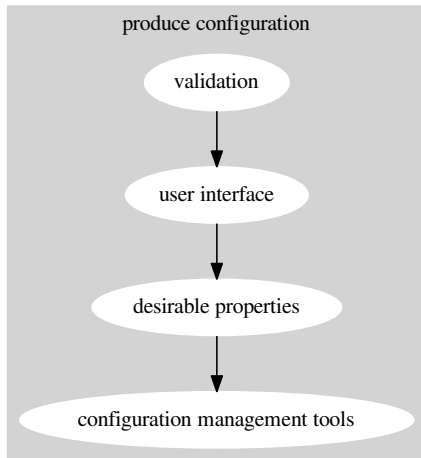 produce configuration
validation
user interface
desirable properties
configuration management tools